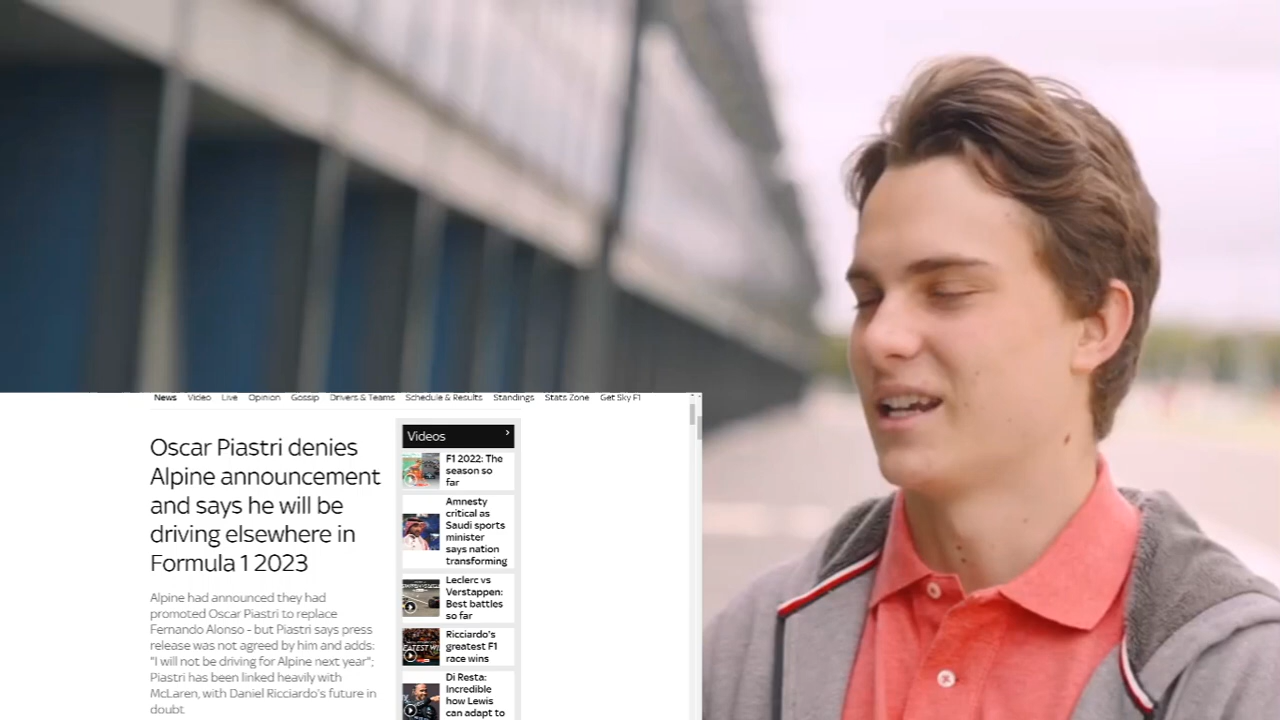 News Video Live Opinion Gossip Drivers & Teams Schedule & Results Standings Stats Zone Get Sky F1
Oscar Piastri denies
Alpine announcement
and says he will be
driving elsewhere in
Formula 1 2023
Alpine had announced they had
promoted Oscar Piastri to replace
Fernando Alonso - but Piastri says press
release was not agreed by him and adds:
"I will not be driving for Alpine next year";
Piastri has been linked heavily with
McLaren, with Daniel Ricciardo's future in
doubt
Videos
F1 2022: The
season so
far
Amnesty
critical as
Saudi sports
minister
says nation
transforming
Leclerc vs
Verstappen:
Best battles
so far
Ricciardo's
greatest F1
race wins
Di Resta:
Incredible
how Lewis
can adapt to